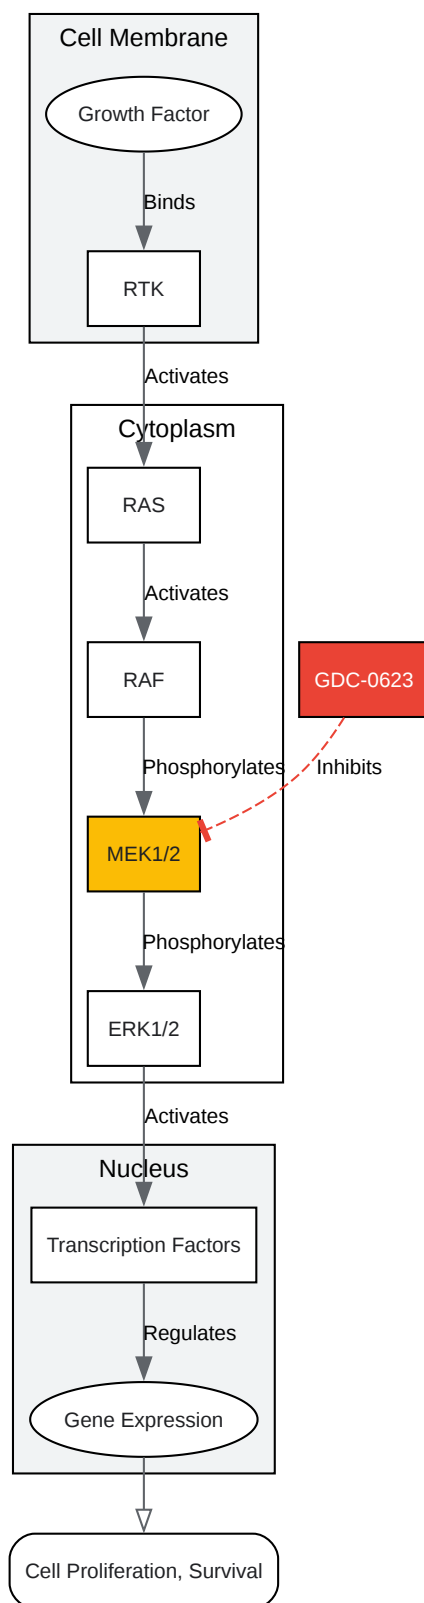 Cell Membrane
Growth Factor
Binds
RTK
Activates
Cytoplasm
RAS
Activates
RAF
GDC-0623
Phosphorylates
Inhibits
MEK1/2
Phosphorylates
ERK1/2
Activates
Nucleus
Transcription Factors
Regulates
Gene Expression
Cell Proliferation, Survival